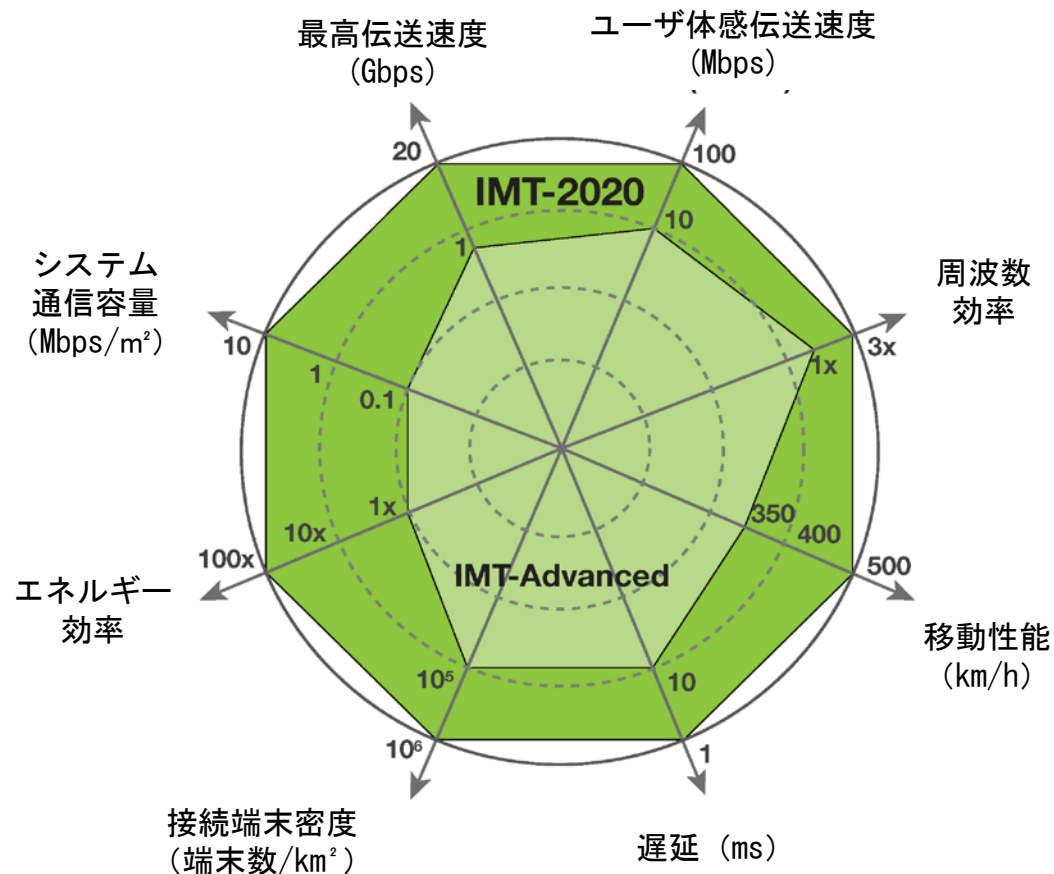 最高伝送速度
(Gbps)
ユーザ体感伝送速度
(Mbps)
20
100
IMT-2020
1
10
システム
通信容量
(Mbps/㎡)
周波数
効率
10
1
0.1
1x
3x
1x
10x
100x
350
400
500
エネルギー
効率
IMT-Advanced
移動性能
(km/h)
10⁵
10
10⁶
1
接続端末密度
(端末数/km²)
遅延 (ms)